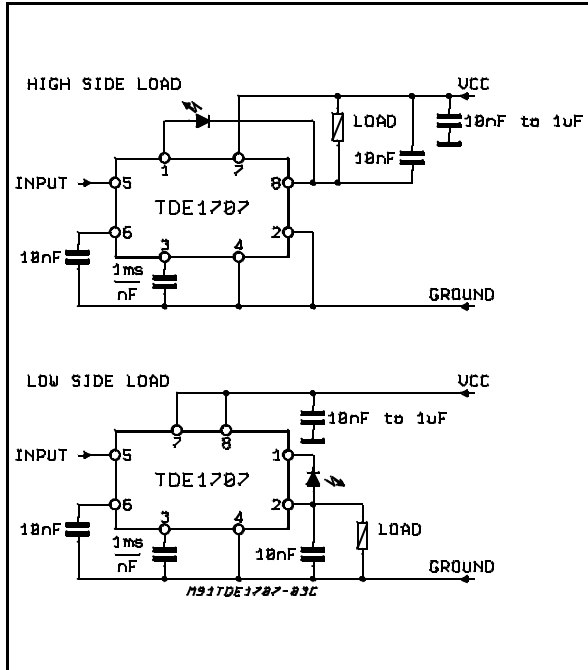 HIGH SIDE LOAD
VCC
LOAD
10nF to 1uF
10nF
1
7
INPUT
5
8
TDE1707
6
2
10nF
3
4
1ms
nF
GROUND
LOW SIDE LOAD
VCC
10nF to 1uF
7
8
INPUT
5
1
TDE1707
6
2
10nF
3
4
LOAD
1ms
nF
10nF
GROUND
M91TDE1707-03C